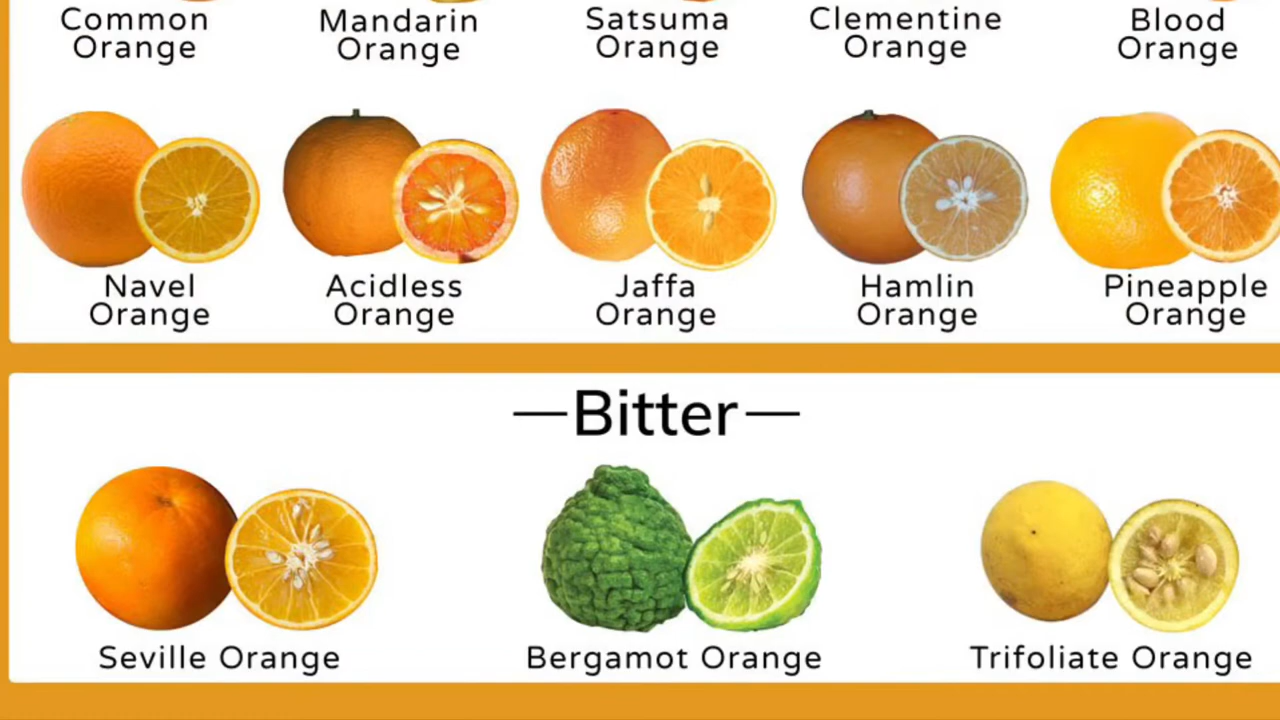 Common
Orange
Mandarin
Orange
Satsuma
Orange
Clementine
Orange
Blood
Orange
Navel
Orange
Acidless
Orange
Jaffa
Orange
Hamlin
Orange
Pineapple
Orange
—Bitter—
Seville Orange
Bergamot Orange
Trifoliate Orange